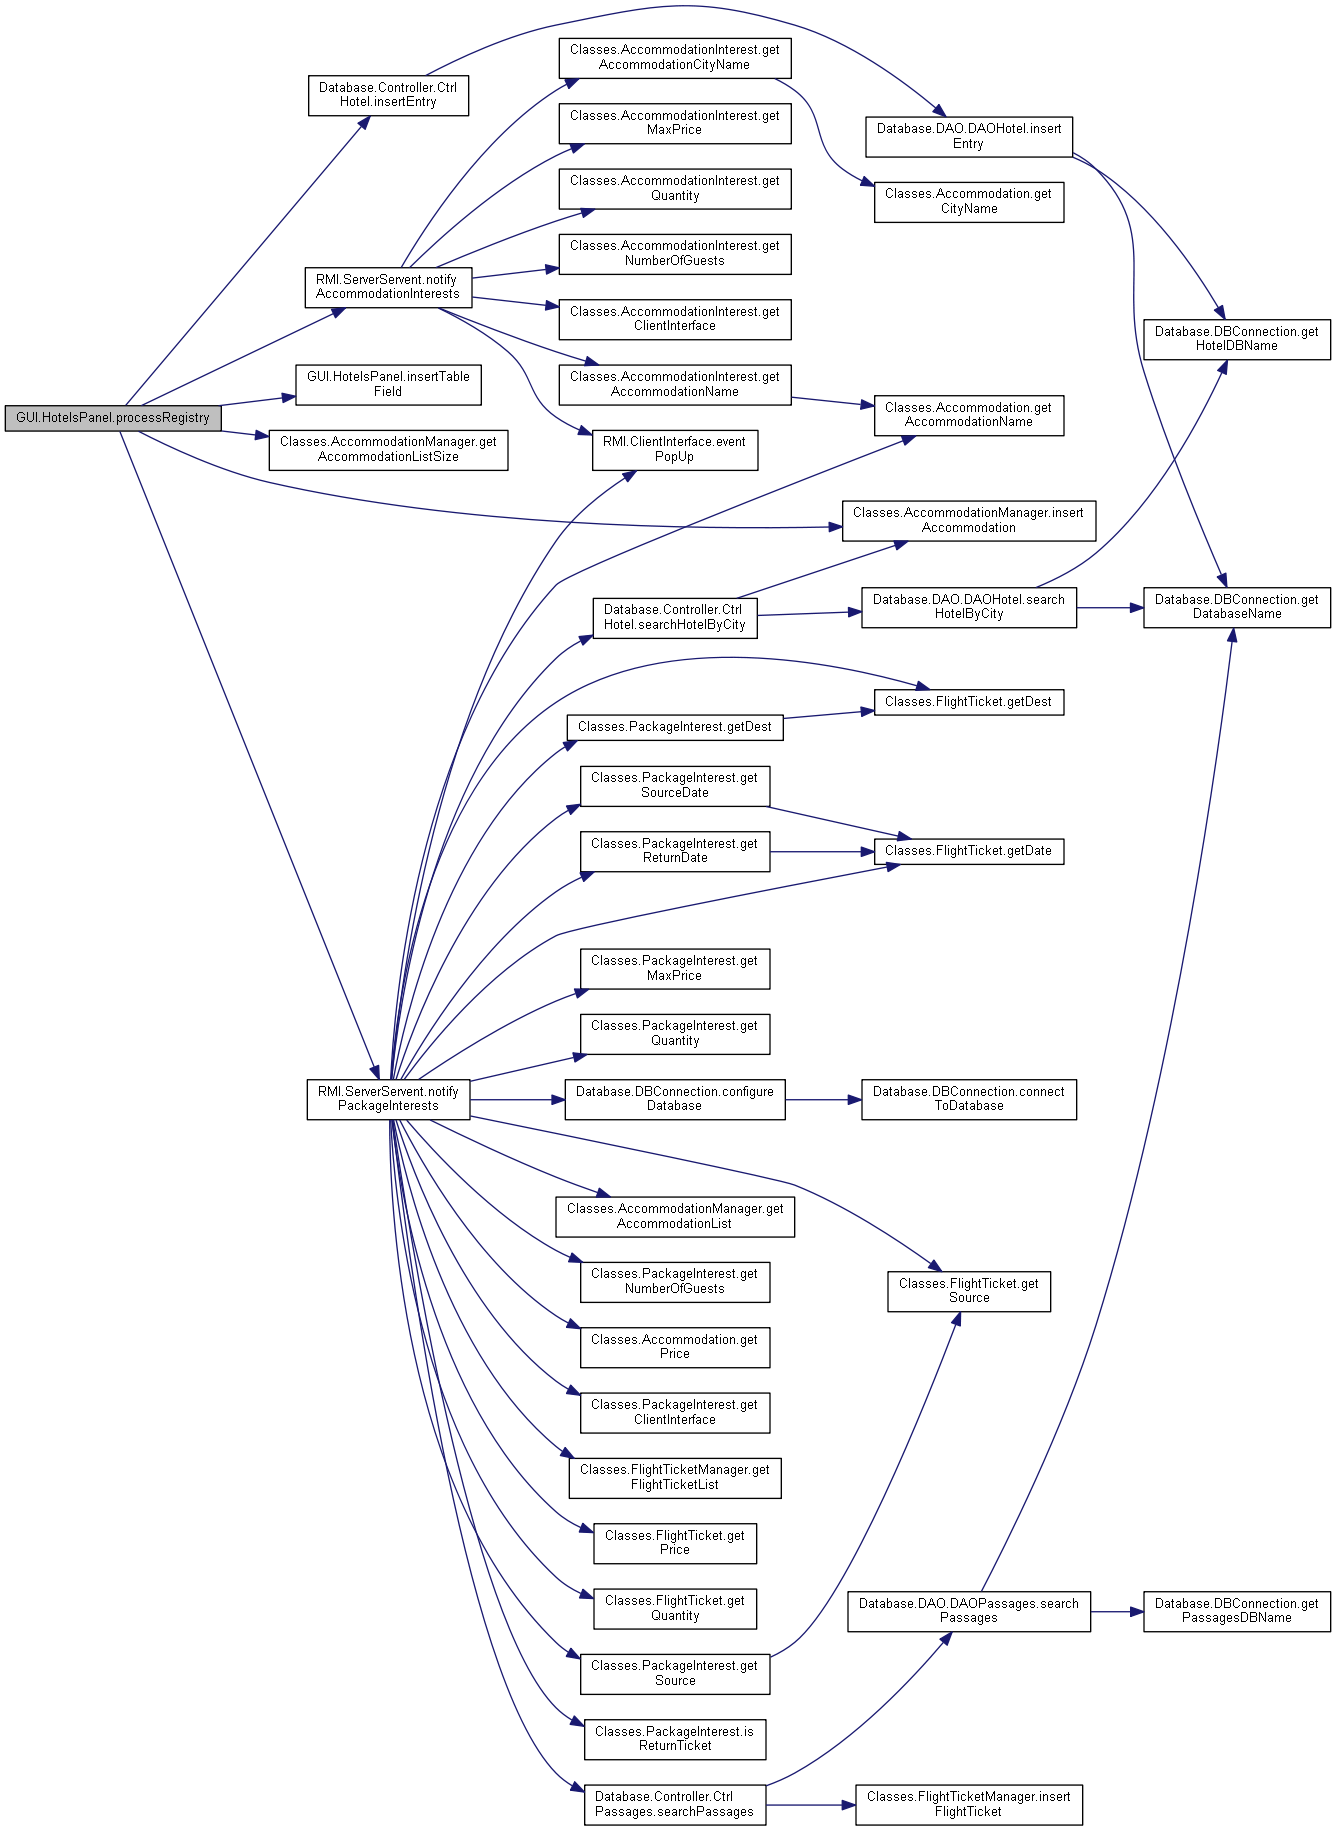 GUI.HotelsPanel.processRegistry
Database.Controller.Ctrl
Hotel.insertEntry
RMI.ServerServent.notify
AccommodationInterests
GUI.HotelsPanel.insertTable
Field
Classes.AccommodationManager.get
AccommodationListSize
RMI.ServerServent.notify
PackageInterests
Classes.AccommodationInterest.get
AccommodationCityName
Classes.AccommodationInterest.get
MaxPrice
Classes.AccommodationInterest.get
Quantity
Classes.AccommodationInterest.get
NumberOfGuests
Classes.AccommodationInterest.get
ClientInterface
Classes.AccommodationInterest.get
AccommodationName
RMI.ClientInterface.event
PopUp
Database.Controller.Ctrl
Hotel.searchHotelByCity
Classes.PackageInterest.getDest
Classes.PackageInterest.get
SourceDate
Classes.PackageInterest.get
ReturnDate
Classes.PackageInterest.get
MaxPrice
Classes.PackageInterest.get
Quantity
Database.DBConnection.configure
Database
Classes.AccommodationManager.get
AccommodationList
Classes.PackageInterest.get
NumberOfGuests
Classes.Accommodation.get
Price
Classes.PackageInterest.get
ClientInterface
Classes.FlightTicketManager.get
FlightTicketList
Classes.FlightTicket.get
Price
Classes.FlightTicket.get
Quantity
Classes.PackageInterest.get
Source
Classes.PackageInterest.is
ReturnTicket
Database.Controller.Ctrl
Passages.searchPassages
Database.DAO.DAOHotel.insert
Entry
Classes.Accommodation.get
CityName
Classes.Accommodation.get
AccommodationName
Classes.AccommodationManager.insert
Accommodation
Database.DAO.DAOHotel.search
HotelByCity
Classes.FlightTicket.getDest
Classes.FlightTicket.getDate
Database.DBConnection.connect
ToDatabase
Classes.FlightTicket.get
Source
Database.DAO.DAOPassages.search
Passages
Classes.FlightTicketManager.insert
FlightTicket
Database.DBConnection.get
HotelDBName
Database.DBConnection.get
DatabaseName
Database.DBConnection.get
PassagesDBName